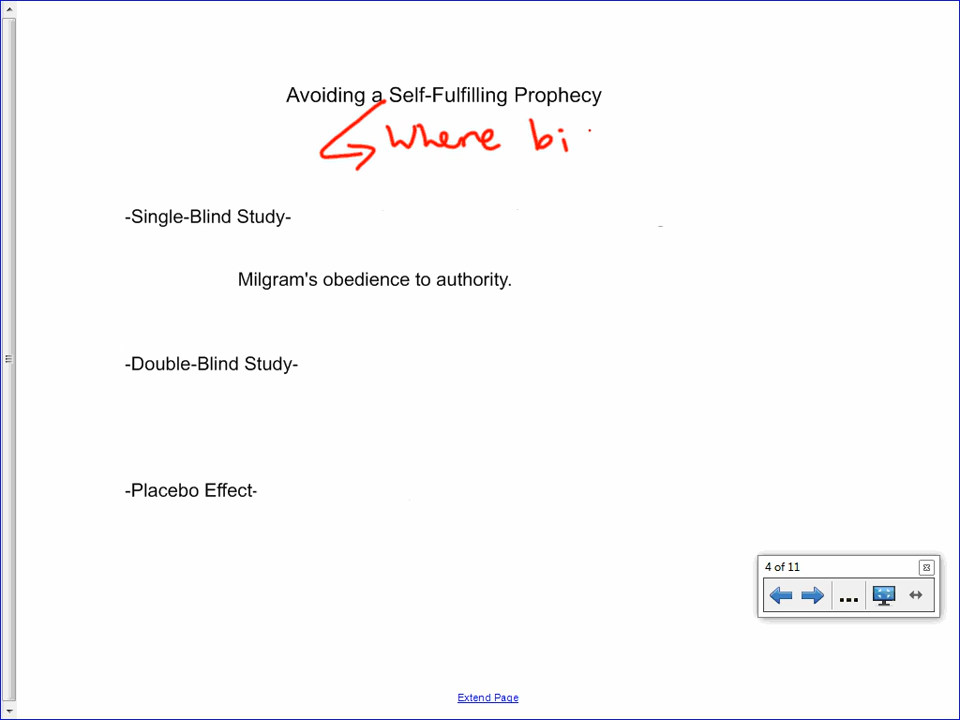 Avoiding a Self-Fulfilling Prophecy
Where bi
-Single-Blind Study-
Milgram's obedience to authority.
-Double-Blind Study-
-Placebo Effect-
4 of 11
...
Extend Page